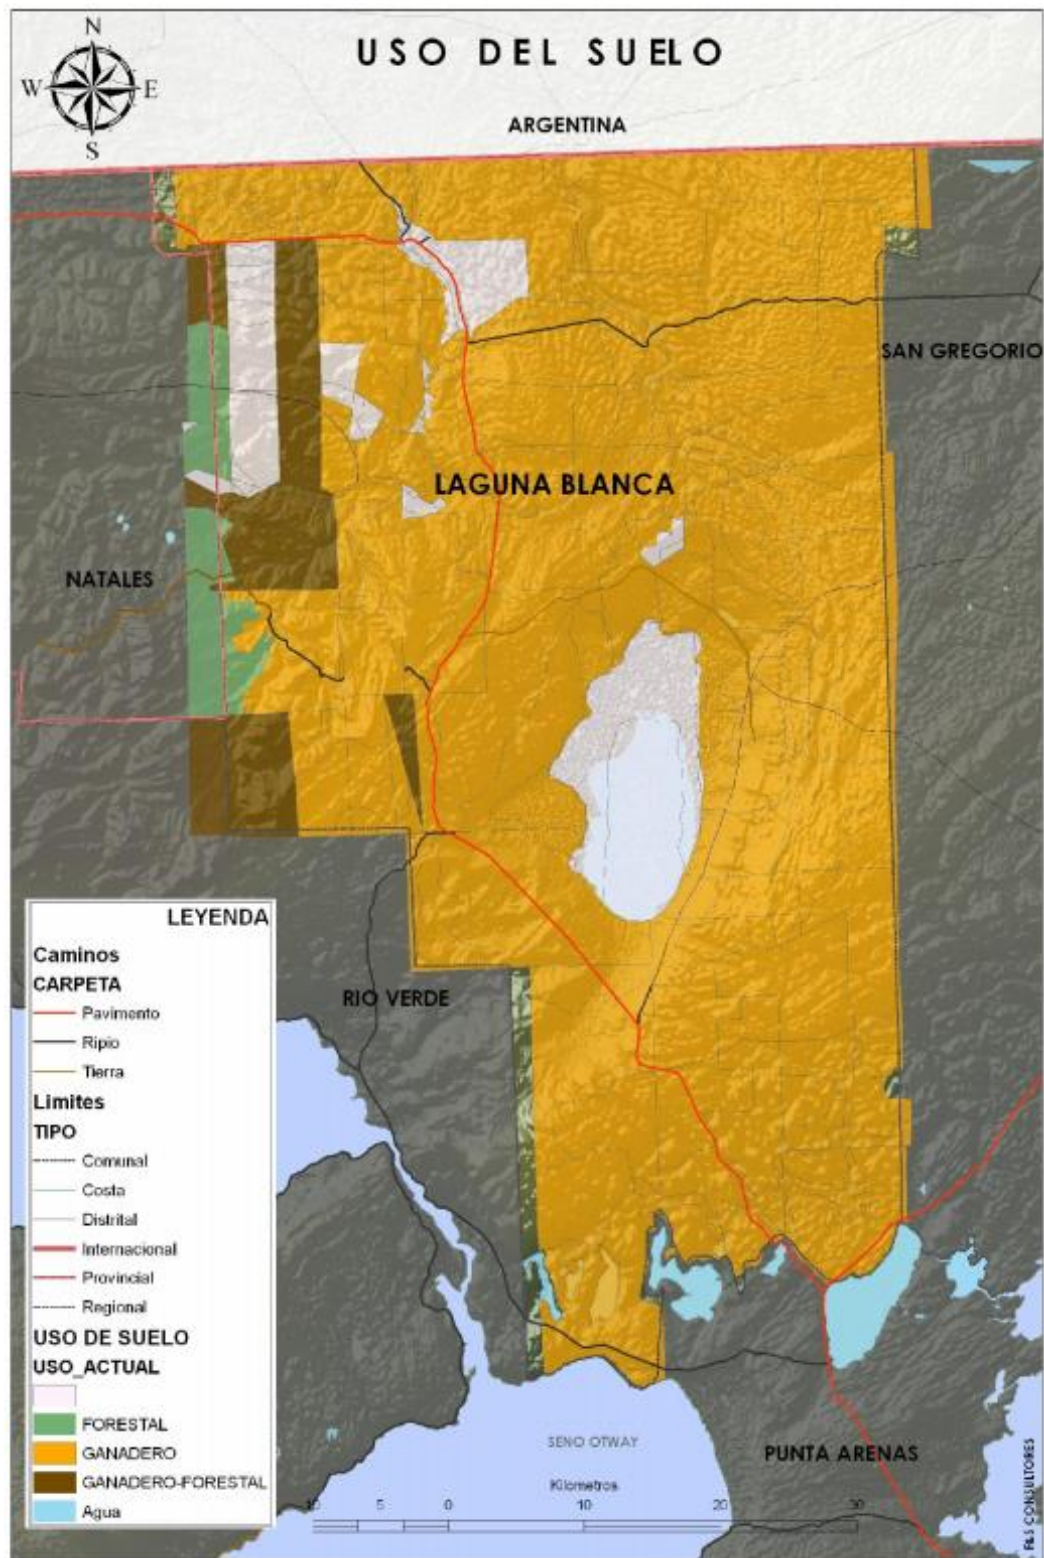 USO DEL SUELO
N
W E
S
ARGENTINA
SAN GREGORIO
LAGUNA BLANCA
NATALES
RIO VERDE
LEYENDA
Caminos
CARPETA
Pavimento
Ripio
Tierra
Limites
TIPO
Comunal
Costa
Distrital
Internacional
Provincial
Regional
USO DE SUELO
USO_ACTUAL
FORESTAL
GANADERO
GANADERO-FORESTAL
Agua
SENO OTWAY
PUNTA ARENAS
Kilometros
10 5 0 10 20 30
F&S CONSULTORES